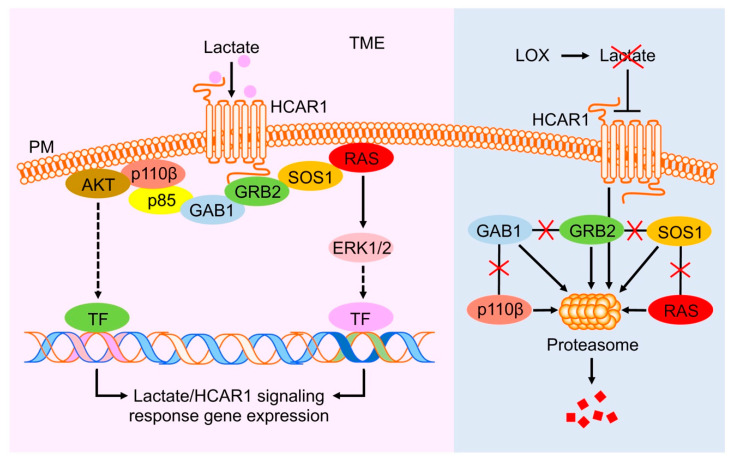 Lactate
TME
HCAR1
PM
AKT
p110β
p85
GAB1
GRB2
SOS1
RAS
ERK1/2
TF
TF
Lactate/HCAR1 signaling
response gene expression
LOX
Lactate
HCAR1
GAB1
GRB2
SOS1
p110β
RAS
Proteasome